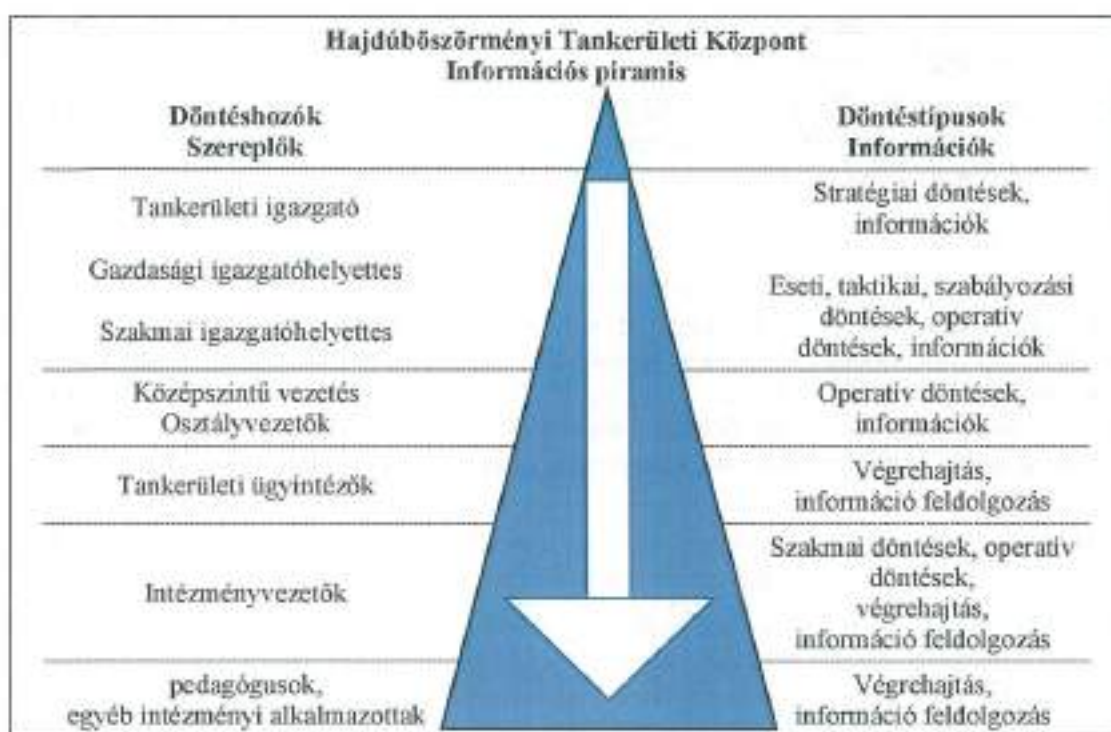 Hajdúböszörményi Tankerületi Központ
Információs piramis
Döntéshozók
Szereplők
Döntéstípusok
Információk
Tankerületi igazgató
Stratégiai döntések,
információk
Gazdasági igazgatóhelyettes
Szakmai igazgatóhelyettes
Eseti, taktikai, szabályozási
döntések, operatív
döntések, információk
Középszintű vezetés
Osztályvezetők
Operatív döntések,
információk
Tankerületi ügyintézők
Végrehajtás,
információ feldolgozás
Intézményvezetők
Szakmai döntések, operatív
döntések,
végrehajtás,
információ feldolgozás
pedagógusok,
egyéb intézményi alkalmazottak
Végrehajtás,
információ feldolgozás